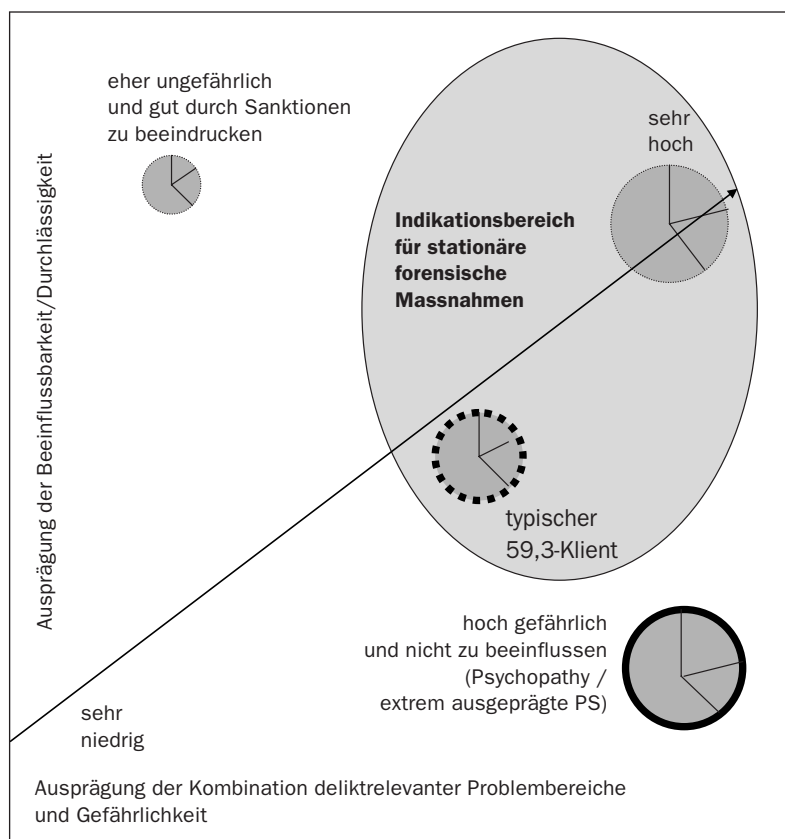 eher ungefährlich
und gut durch Sanktionen
zu beeindrucken
sehr
hoch
Indikationsbereich
für stationäre
forensische
Massnahmen
Ausprägung der Beeinflussbarkeit/Durchlässigkeit
typischer
59,3-Klient
hoch gefährlich
und nicht zu beeinflussen
(Psychopathy /
extrem ausgeprägte PS)
sehr
niedrig
Ausprägung der Kombination deliktrelevanter Problembereiche
und Gefährlichkeit